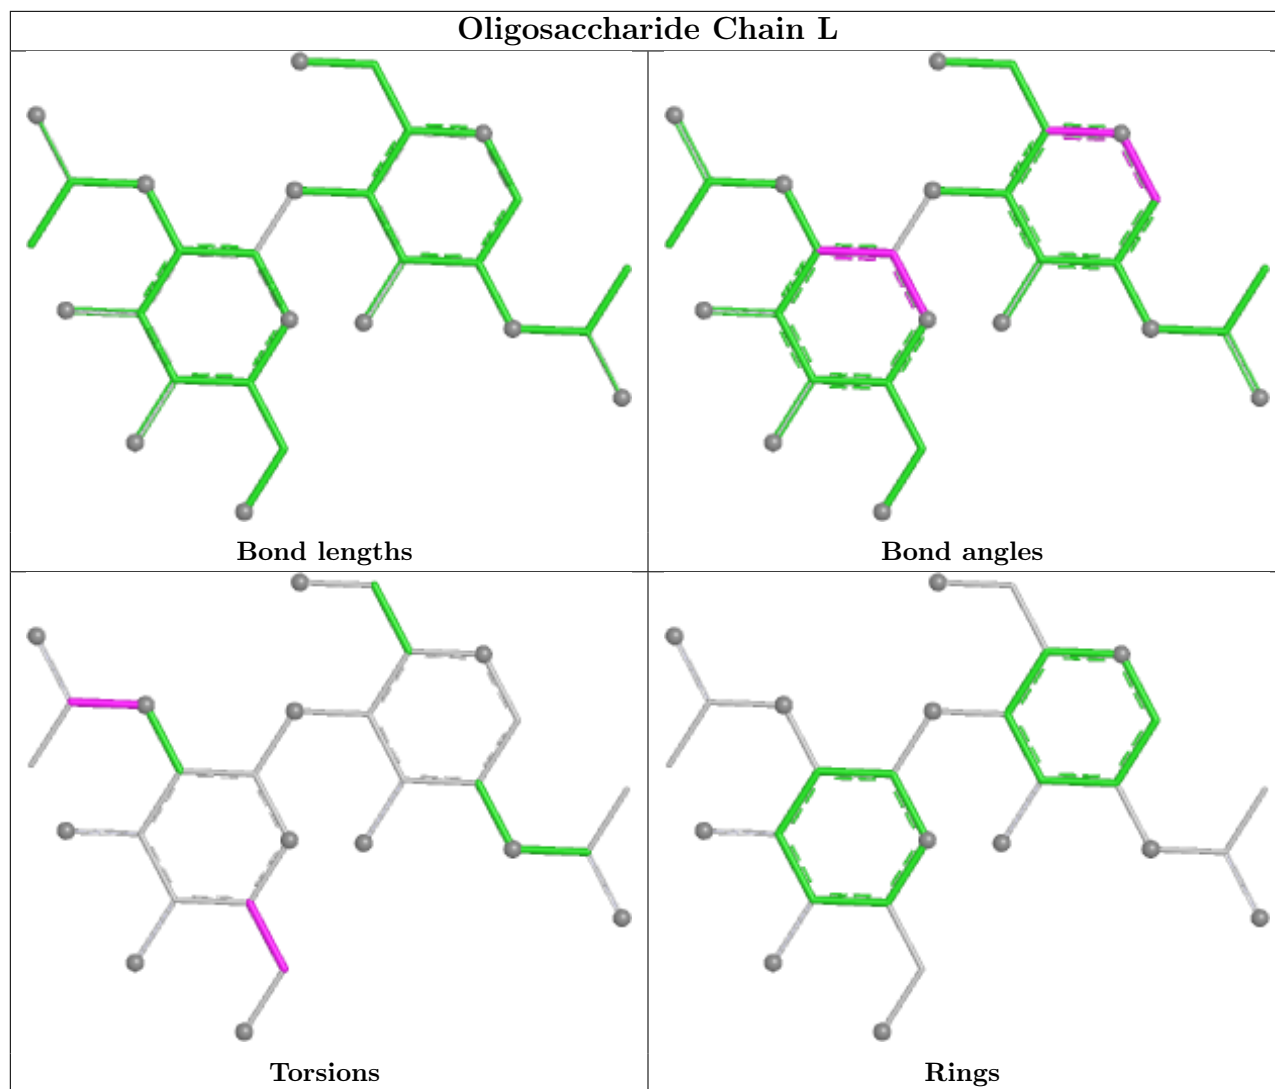 Oligosaccharide Chain L
Bond lengths
Bond angles
Torsions
Rings